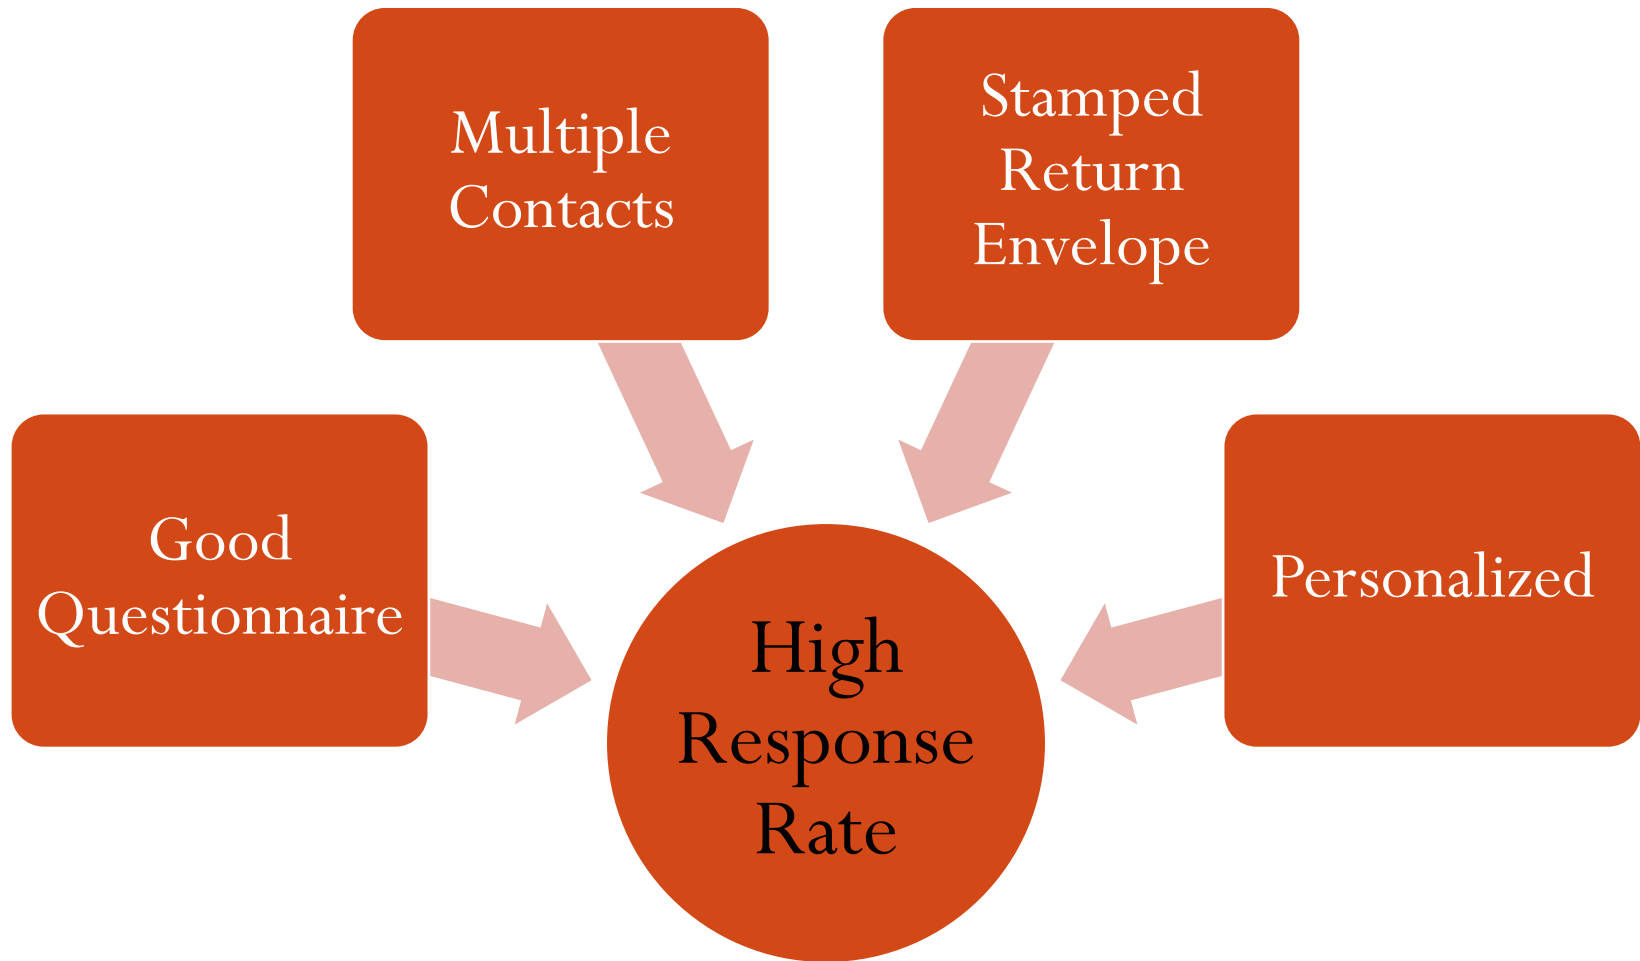 Multiple
Contacts
Stamped
Return
Envelope
Good
Questionnaire
Personalized
High
Response
Rate